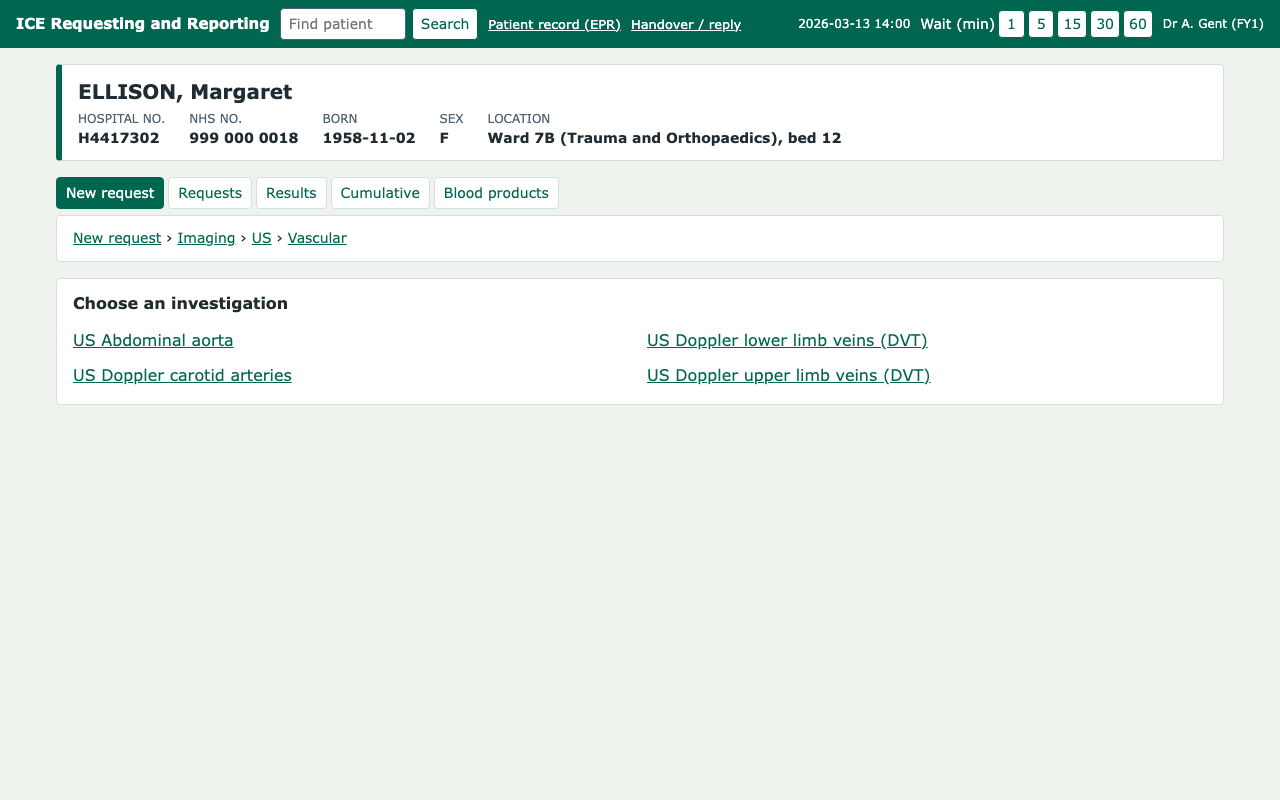 ICE Requesting and Reporting Find patient Search Patient record (EPR) Handover / reply 2026-03-13 14:00 Wait (min) 1 5 15 30 60 Dr A. Gent (FY1)
ELLISON, Margaret
HOSPITAL NO. NHS NO. BORN SEX LOCATION
H4417302 999 000 0018 1958-11-02 F Ward 7B (Trauma and Orthopaedics), bed 12
New request Requests Results Cumulative Blood products
New request › Imaging › US › Vascular
Choose an investigation
US Abdominal aorta US Doppler lower limb veins (DVT)
US Doppler carotid arteries US Doppler upper limb veins (DVT)